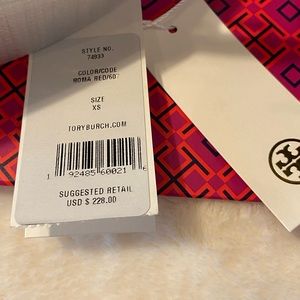 STYLE NO.
74933
COLOR/CODE
ROMA RED/607
SIZE
XS
TORYBURCH.COM
1 92485 60021
SUGGESTED RETAIL
USD $ 228.00